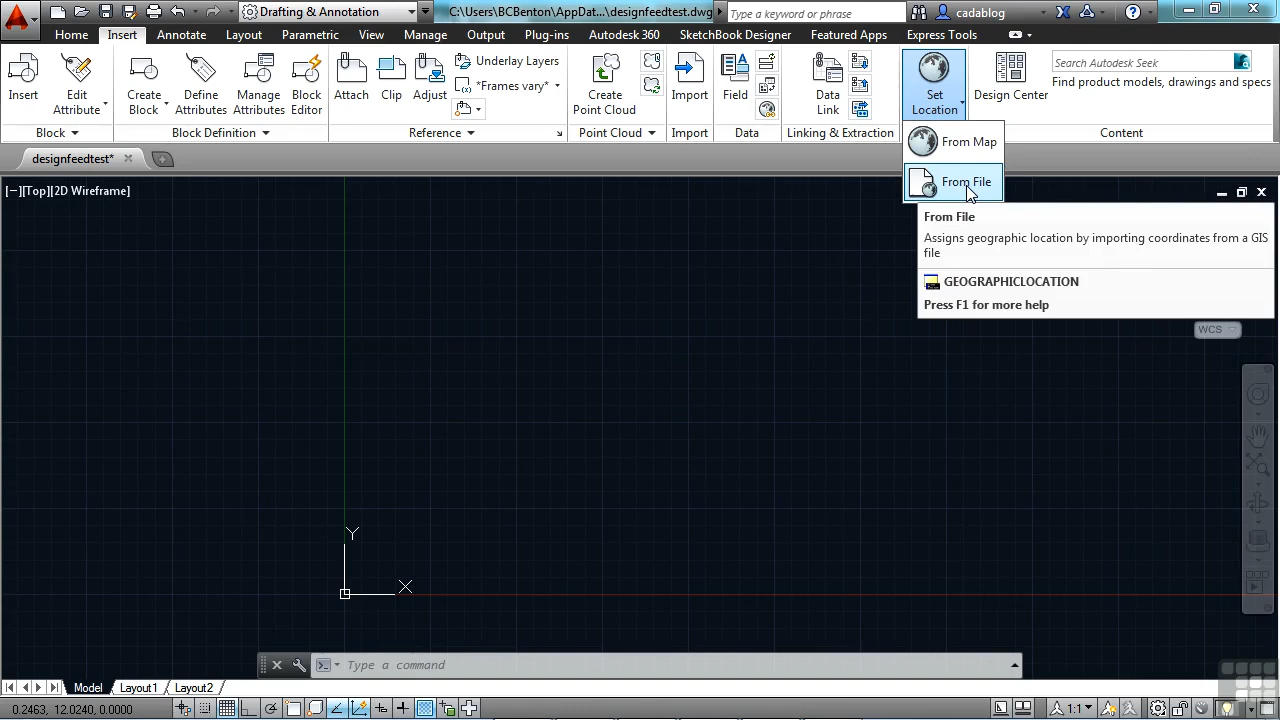 Drafting & Annotation
C:\Users\BCBenton\AppDat...\designfeedtest.dwg
Type a keyword or phrase
cadablog
Home Insert Annotate Layout Parametric View Manage Output Plug-ins Autodesk 360 SketchBook Designer Featured Apps Express Tools
Insert
Edit
Attribute
Create
Block
Define
Attributes
Manage
Attributes
Block
Editor
Attach
Clip
Adjust
Underlay Layers
*Frames vary*
Create
Point Cloud
Import
Field
Data
Link
Set
Location
Design Center
Search Autodesk Seek
Find product models, drawings and specs
Block Block Definition Reference Point Cloud Import Data Linking & Extraction Content
designfeedtest*
From Map
From File
[−][Top][2D Wireframe]
From File
Assigns geographic location by importing coordinates from a GIS
file
GEOGRAPHICLOCATION
Press F1 for more help
WCS
Y
X
Type a command
Model Layout1 Layout2
0.2463, 12.0240, 0.0000
1:1